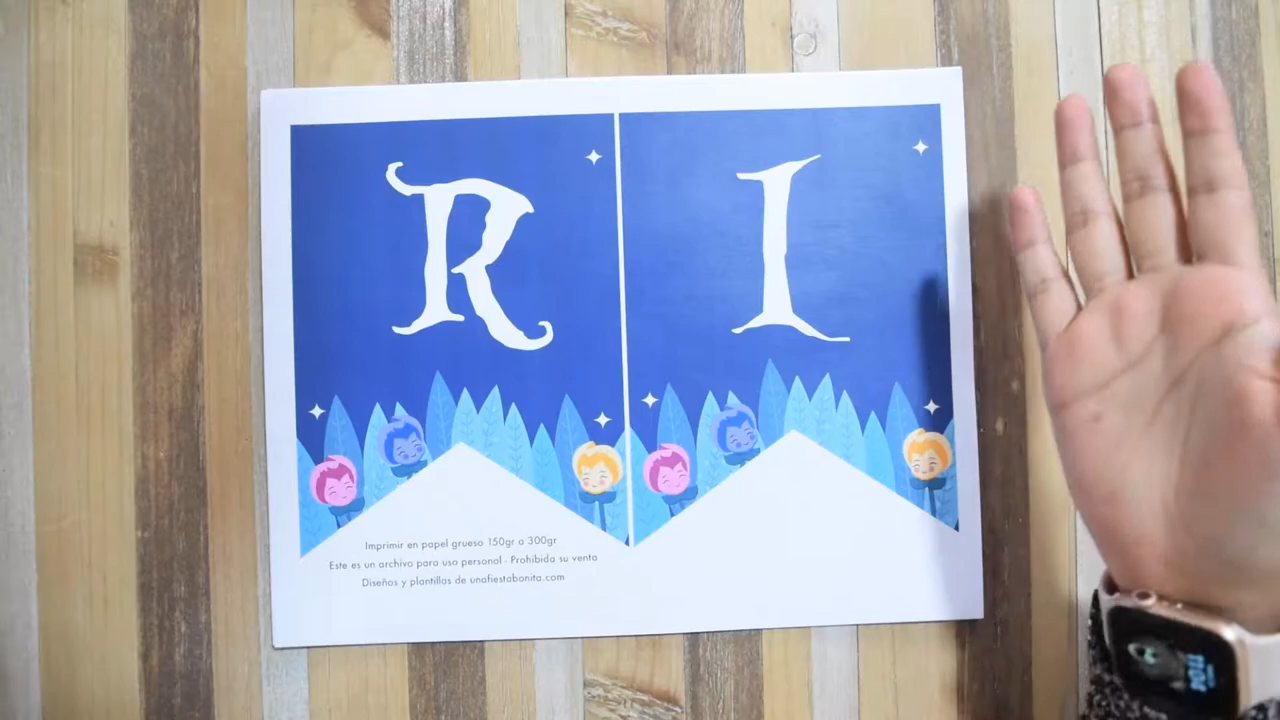 R I
Imprimir en papel grueso 150gr a 300gr
Este es un archivo para uso personal - Prohibida su venta
Diseños y plantillas de unafiestabonita.com